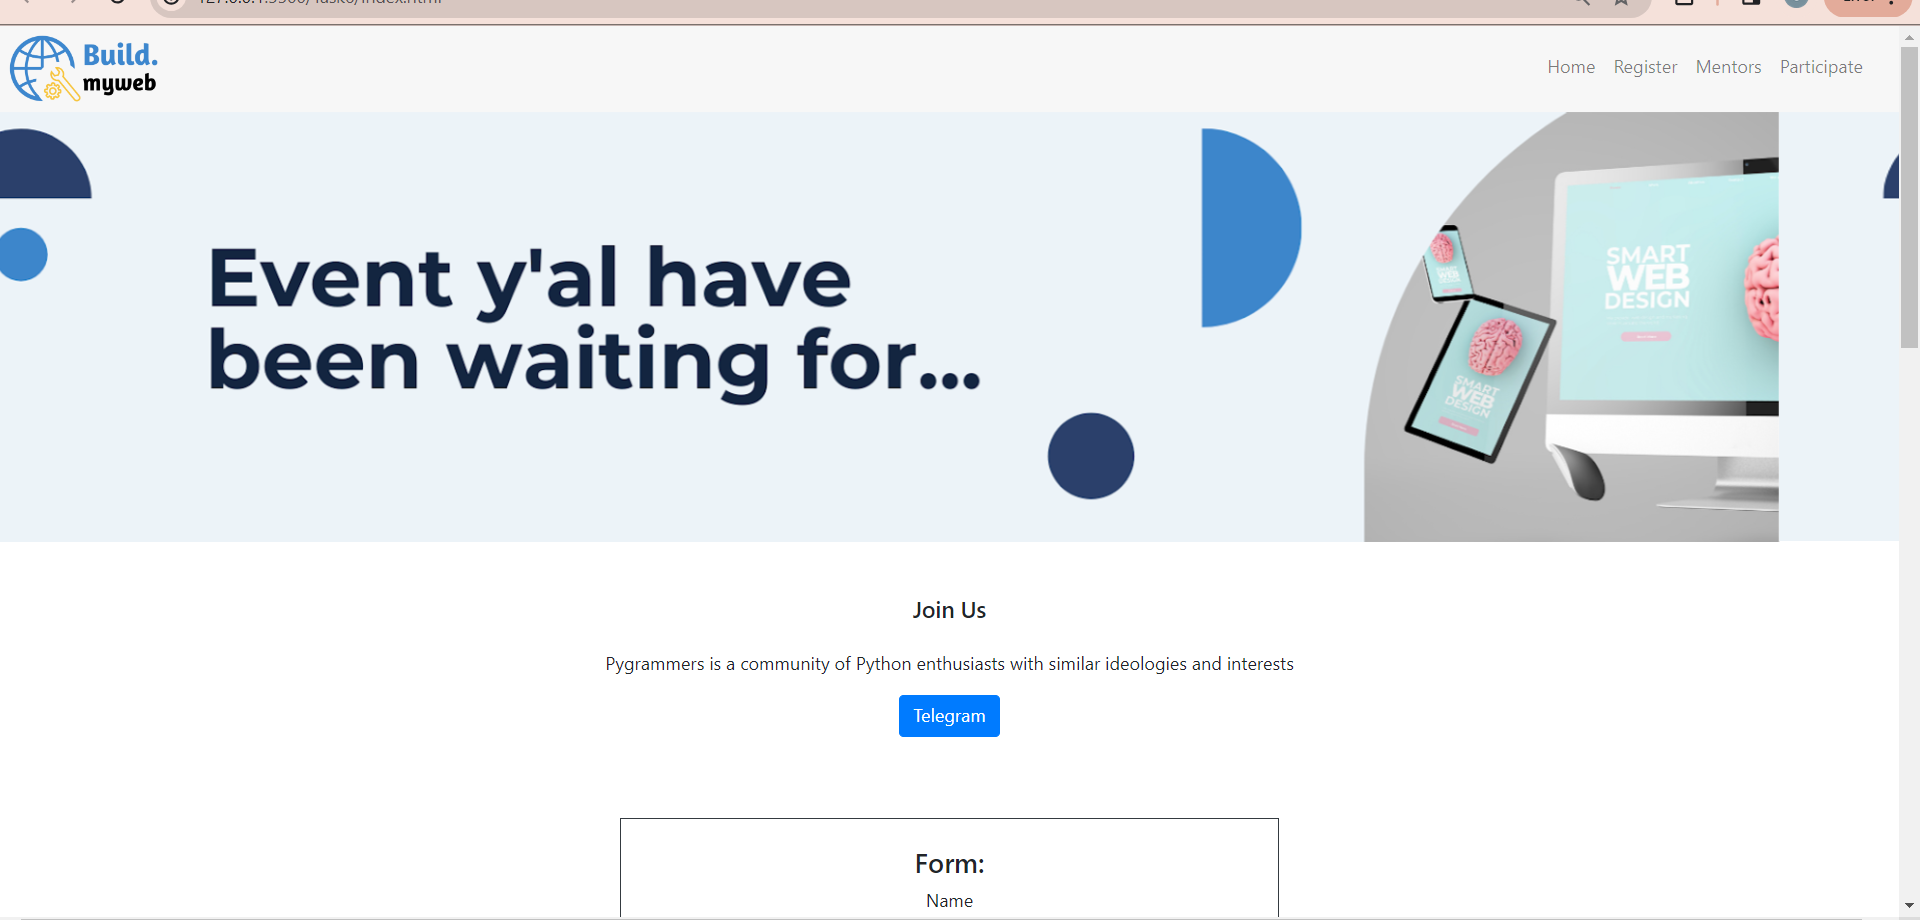 Build.
myweb
Home Register Mentors Participate
Event y'al have
been waiting for...
SMART
WEB
DESIGN
SMART
WEB
DESIGN
Join Us
Pygrammers is a community of Python enthusiasts with similar ideologies and interests
Telegram
Form:
Name